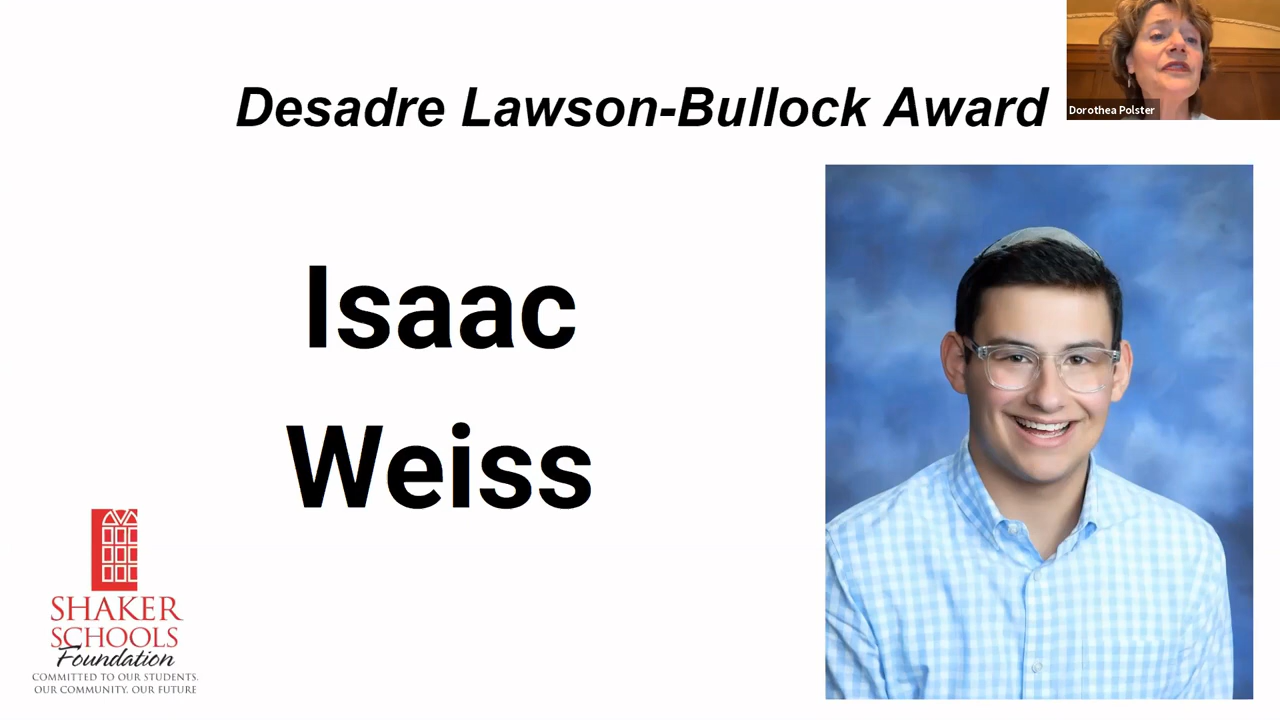 Desadre Lawson-Bullock Award
Dorothea Polster
Isaac
Weiss
SHAKER
SCHOOLS
Foundation
COMMITTED TO OUR STUDENTS.
OUR COMMUNITY. OUR FUTURE